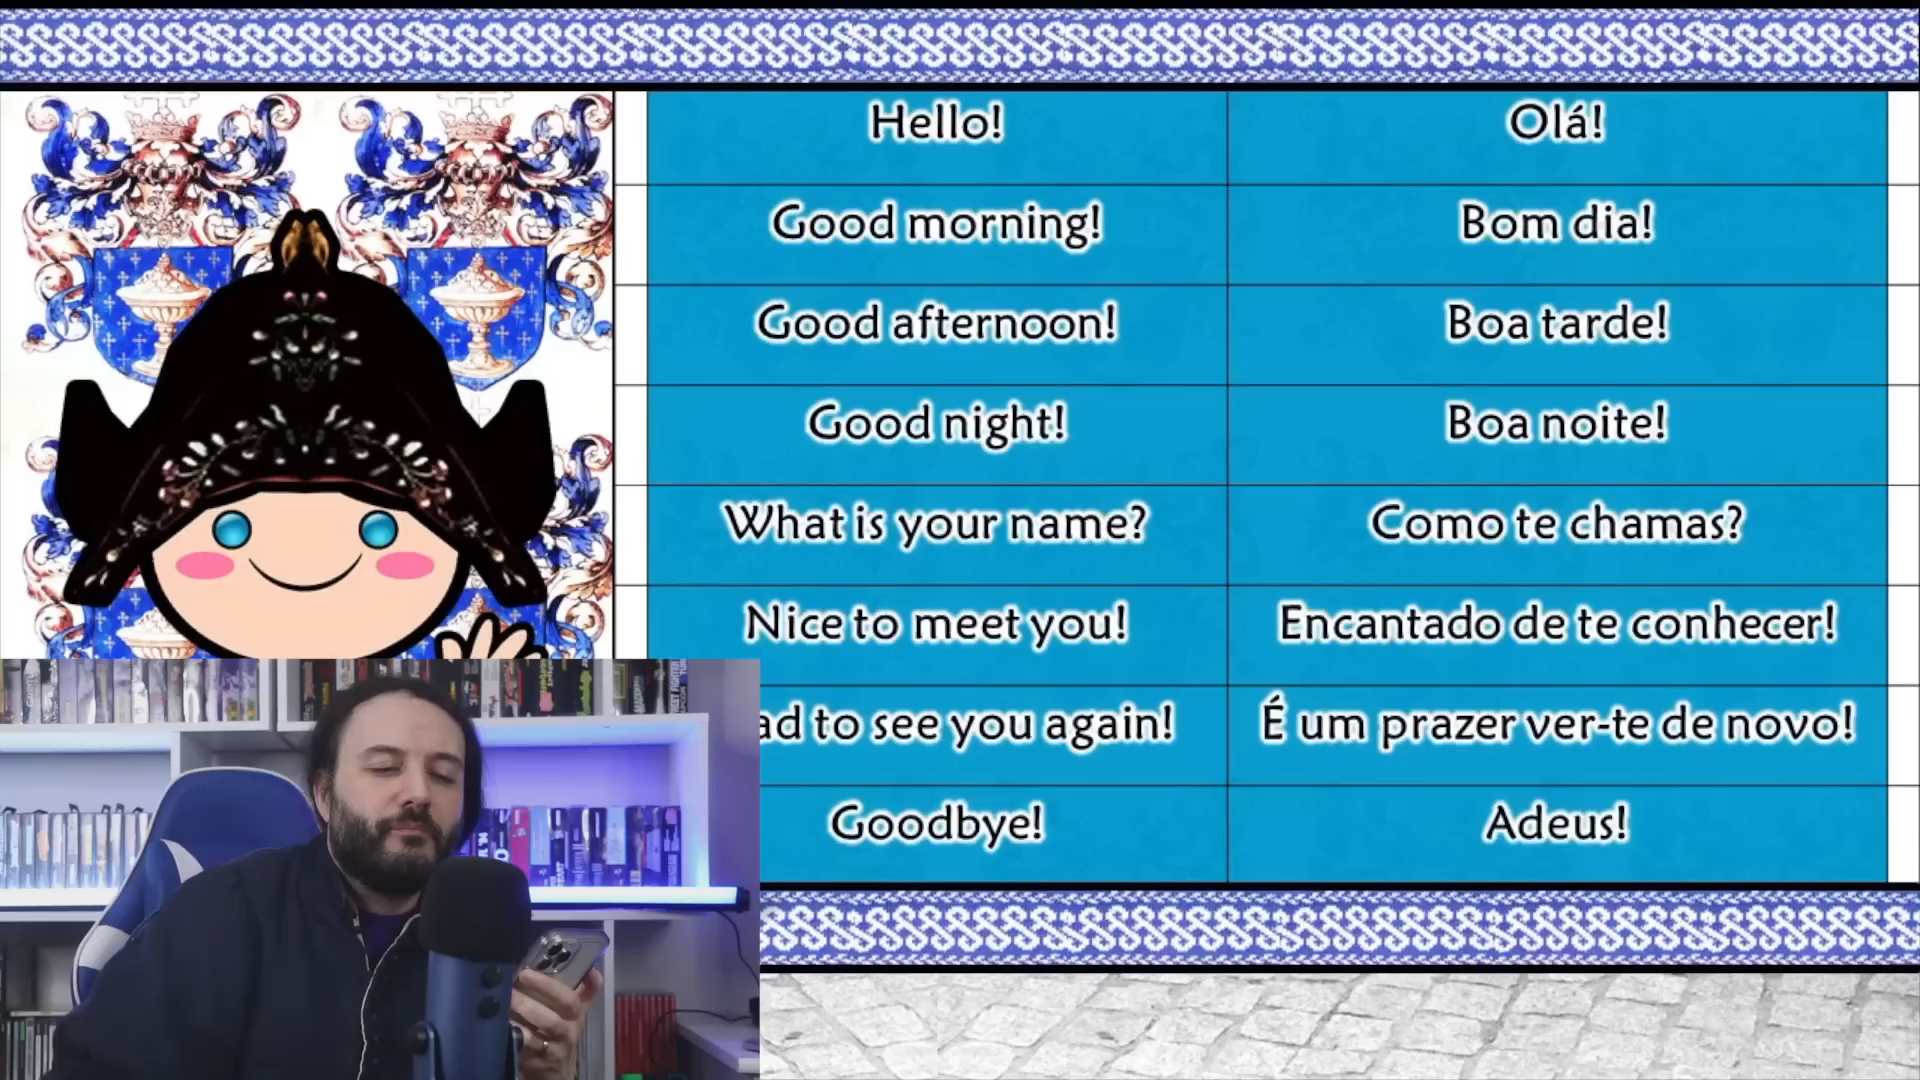 Hello! Olá!
Good morning! Bom dia!
Good afternoon! Boa tarde!
Good night! Boa noite!
What is your name? Como te chamas?
Nice to meet you! Encantado de te conhecer!
to see you again! É um prazer ver-te de novo!
Goodbye! Adeus!